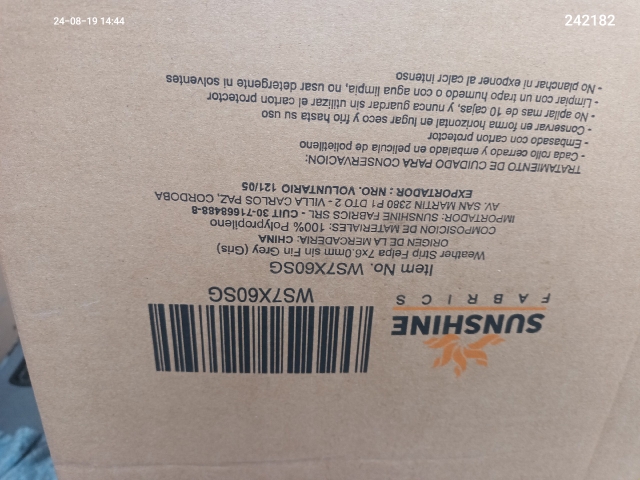 24-08-19 14:44
242182
SUNSHINE
FABRICS
WS7X60SG
Item No. WS7X60SG
Weather Strip Felpa 7x6.0mm sin Fin Grey (Gris)
ORIGEN DE LA MERCADERIA: CHINA
COMPOSICION DE MATERIALES: 100% Polypropileno
IMPORTADOR: SUNSHINE FABRICS SRL - CUIT 30-71668488-8
AV. SAN MARTIN 2380 P1 DTO 2 - VILLA CARLOS PAZ, CORDOBA
EXPORTADOR: NRO. VOLUNTARIO 121/05
TRATAMIENTO DE CUIDADO PARA CONSERVACION:
- Cada rollo cerrado y embalado en pelicula de polietileno
- Empasado con carton protector
- Conservar en forma horizontal en lugar y seco y frio hasta su uso
- No apilar mas de 10 cajas, y nunca guardar sin utilizar el carton protector
- Limpiar con un trapo humedo o con agua limpia, no usar detergente ni solventes
- No planchar ni exponer al calcr intenso